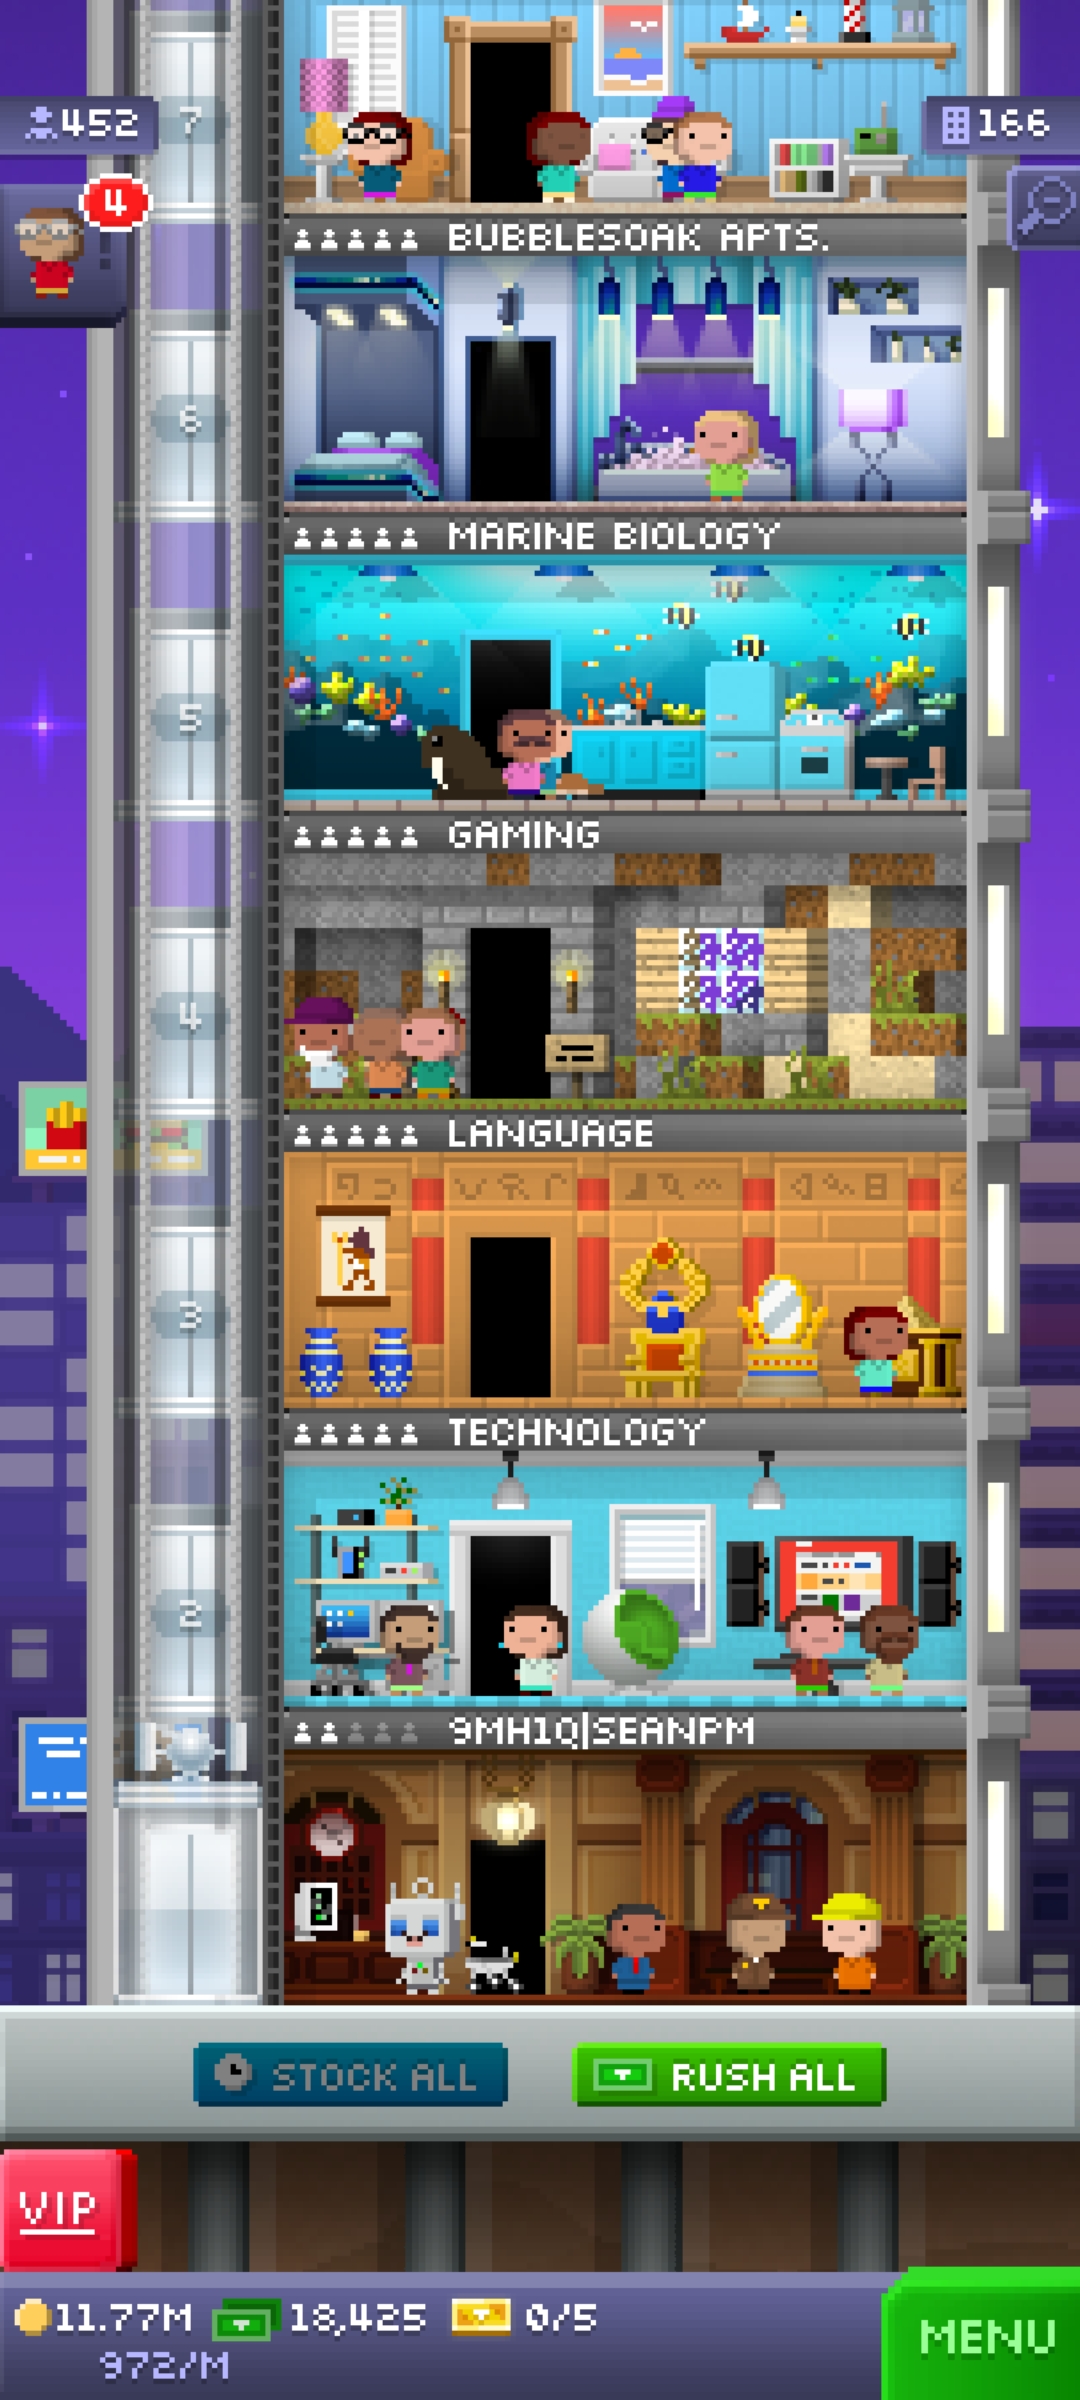 7
452
166
4
BUBBLESOAK APTS.
6
MARINE BIOLOGY
5
GAMING
4
LANGUAGE
3
TECHNOLOGY
2
9MH1Q|SEANPM
STOCK ALL
RUSH ALL
VIP
11.77M
18,425
0/5
972/M
MENU